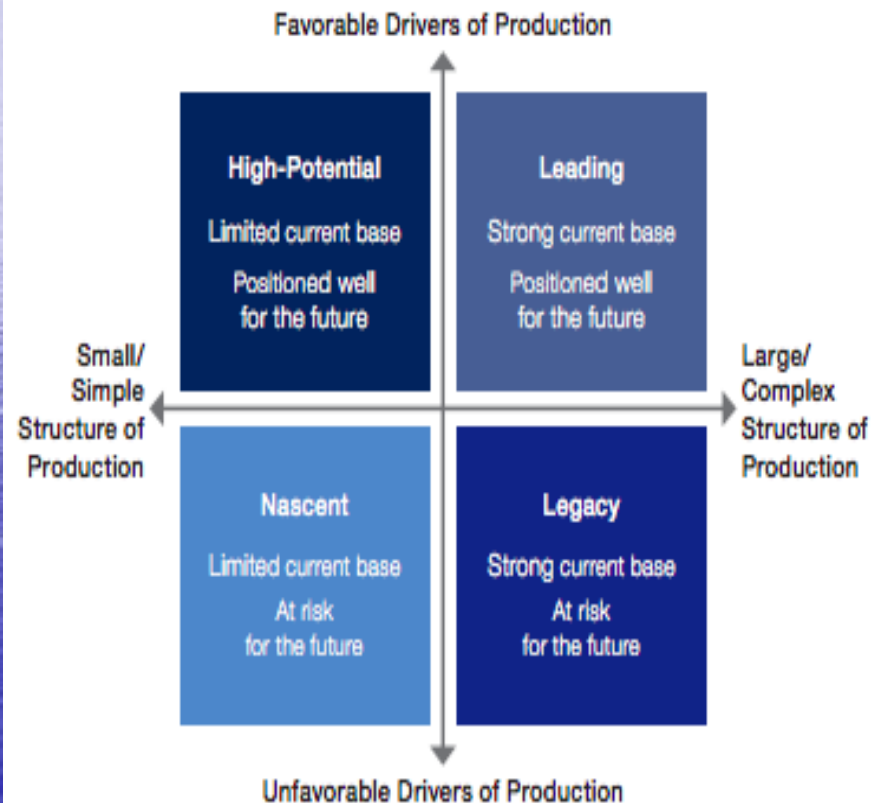 Favorable Drivers of Production
High-Potential
Limited current base
Positioned well
for the future
Leading
Strong current base
Positioned well
for the future
Small/
Simple
Structure of
Production
Large/
Complex
Structure of
Production
Nascent
Limited current base
At risk
for the future
Legacy
Strong current base
At risk
for the future
Unfavorable Drivers of Production